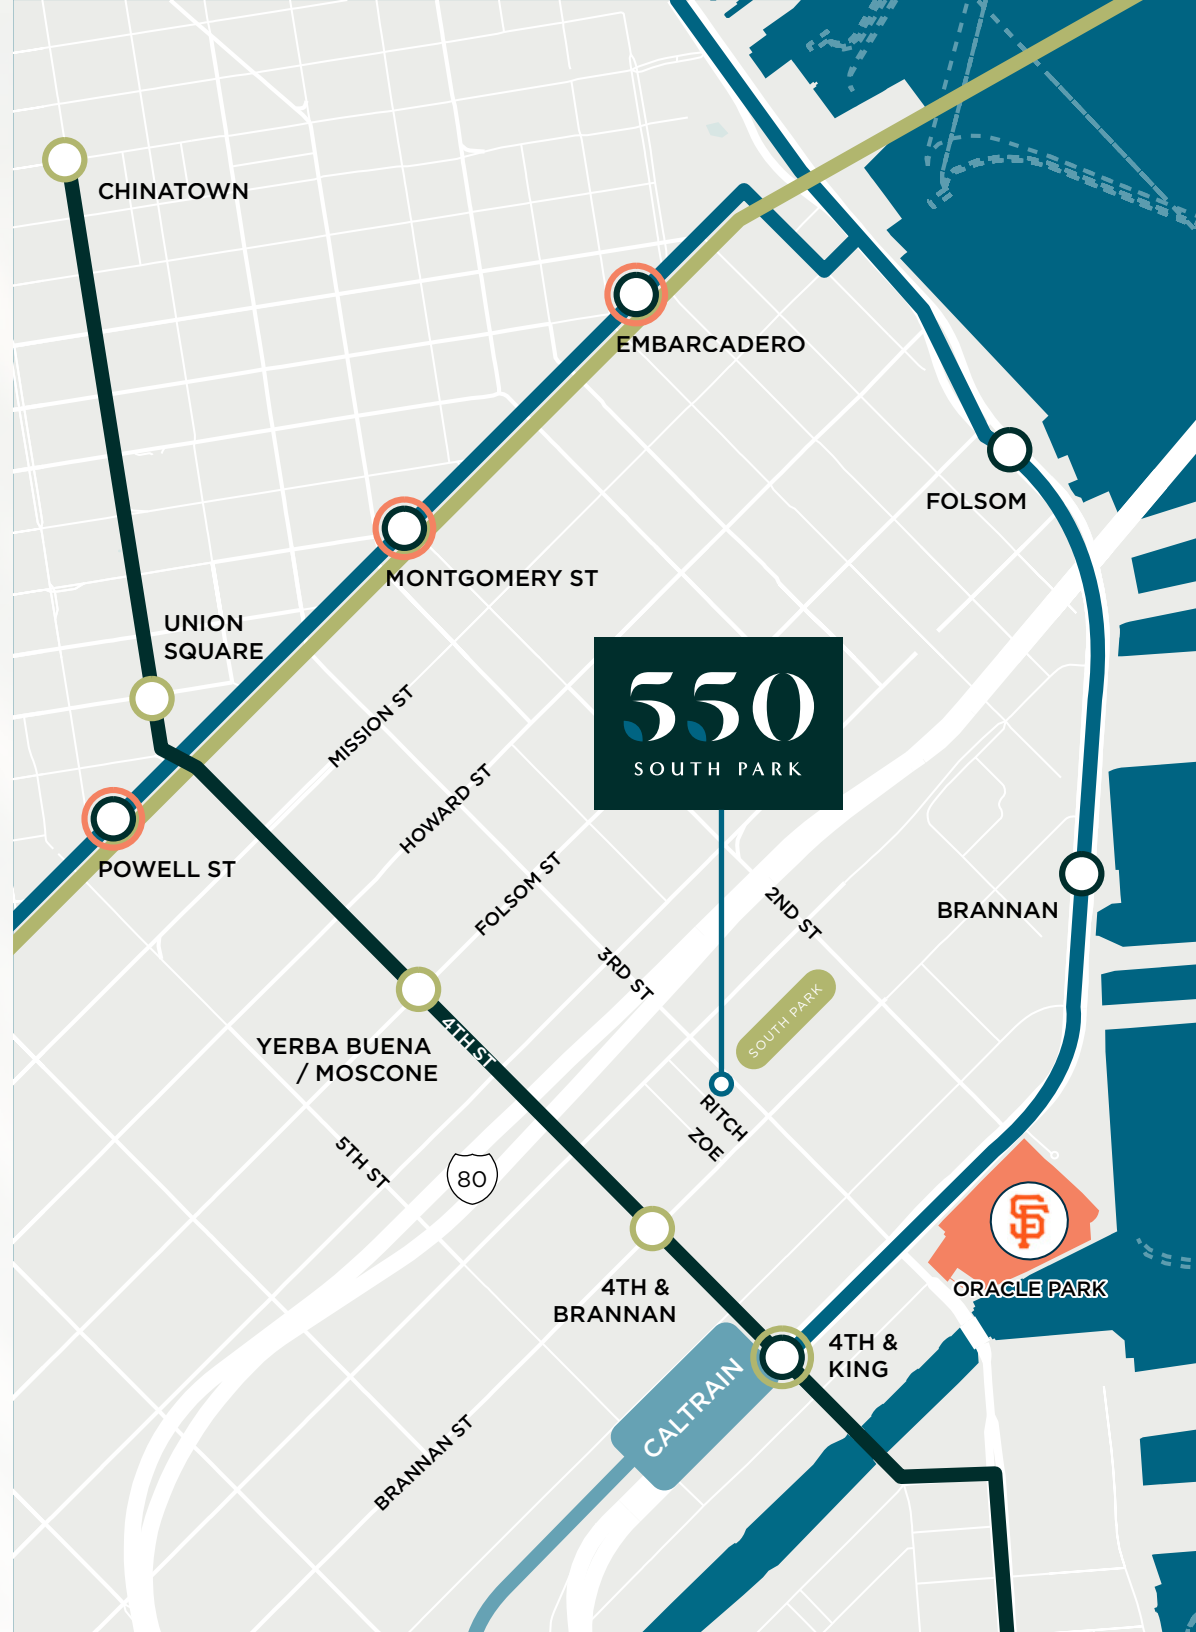 CHINATOWN
EMBARCADERO
FOLSOM
MONTGOMERY ST
UNION
SQUARE
550
SOUTH PARK
MISSION ST
HOWARD ST
POWELL ST
FOLSOM ST
2ND ST
BRANNAN
3RD ST
SOUTH PARK
4TH ST
YERBA BUENA
/ MOSCONE
RITCH
ZOE
5TH ST
80
SF
ORACLE PARK
4TH &
BRANNAN
4TH &
KING
CALTRAIN
BRANNAN ST